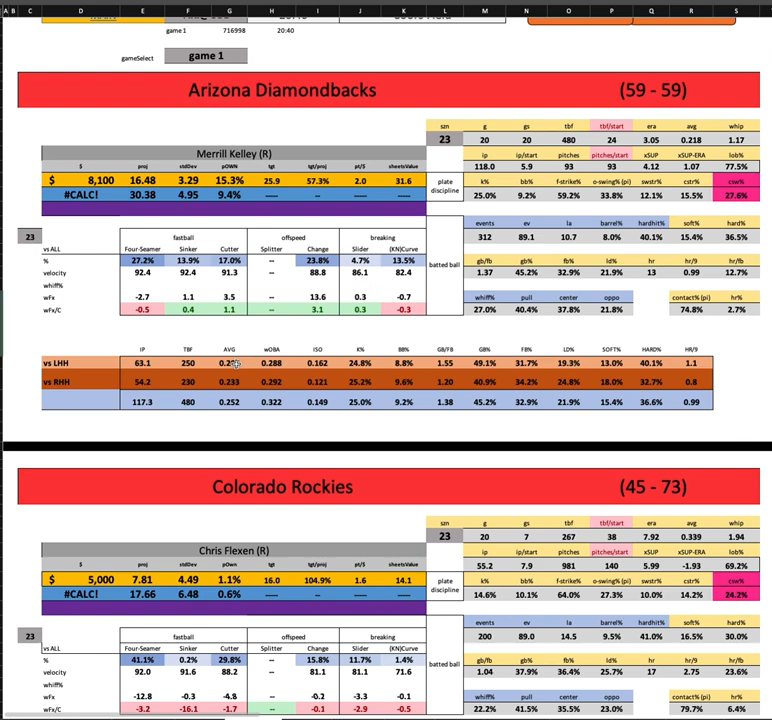 A B C D E F G H I J K L M N O P Q R S
game 1 716998 20:40
gameSelect game 1
Arizona Diamondbacks (59 - 59)
szn g gs tbf tbf/start era avg whip
23 20 20 480 24 3.05 0.218 1.17
Merrill Kelley (R) ip ip/start pitches pitches/start xSUP xSUP-ERA lob%
$ proj stdDev pOWN tgt tgt/proj pt/$ sheetsValue 118.0 5.9 93 93 4.12 1.07 77.5%
$ 8,100 16.48 3.29 15.3% 25.9 57.3% 2.0 31.6 plate discipline k% bb% f-strike% o-swing% (pi) swstr% cstr% csw%
#CALC! 30.38 4.95 9.4% ---- --- ---- 25.0% 9.2% 59.2% 33.8% 12.1% 15.5% 27.6%
events ev la barrel% hardhit% soft% hard%
23 fastball offspeed breaking 312 89.1 10.7 8.0% 40.1% 15.4% 36.5%
vs ALL Four-Seamer Sinker Cutter Splitter Change Slider (KN)Curve batted ball
% 27.2% 13.9% 17.0% -- 23.8% 4.7% 13.5% gb/fb gb% fb% ld% hr hr/9 hr/fb
velocity 92.4 92.4 91.3 -- 88.8 86.1 82.4 1.37 45.2% 32.9% 21.9% 13 0.99 12.7%
whiff%
wFx -2.7 1.1 3.5 13.6 0.3 -0.7 whiff% pull center oppo contact% (pi) hr%
wFx/C -0.5 0.4 1.1 3.1 0.3 -0.3 27.0% 40.4% 37.8% 21.8% 74.8% 2.7%
IP TBF AVG wOBA ISO K% BB% GB/FB GB% FB% LD% SOFT% HARD% HR/9
vs LHH 63.1 250 0.288 0.162 24.8% 8.8% 1.55 49.1% 31.7% 19.3% 13.0% 40.1% 1.1
vs RHH 54.2 230 0.233 0.292 0.121 25.2% 9.6% 1.20 40.9% 34.2% 24.8% 18.0% 32.7% 0.8
117.3 480 0.252 0.322 0.149 25.0% 9.2% 1.38 45.2% 32.9% 21.9% 15.4% 36.6% 0.99
Colorado Rockies (45 - 73)
szn g gs tbf tbf/start era avg whip
23 20 7 267 38 7.92 0.339 1.94
Chris Flexen (R) ip ip/start pitches pitches/start xSUP xSUP-ERA lob%
$ proj stdDev pOwn tgt tgt/proj pt/$ sheetsValue 55.2 7.9 981 140 5.99 -1.93 69.2%
$ 5,000 7.81 4.49 1.1% 16.0 104.9% 1.6 14.1 plate discipline k% bb% f-strike% o-swing% (pi) swstr% cstr% csw%
#CALC! 17.66 6.48 0.6% ---- --- ---- 14.6% 10.1% 64.0% 27.3% 10.0% 14.2% 24.2%
events ev la barrel% hardhit% soft% hard%
23 fastball offspeed breaking 200 89.0 14.5 9.5% 41.0% 16.5% 30.0%
vs ALL Four-Seamer Sinker Cutter Splitter Change Slider (KN)Curve batted ball
% 41.1% 0.2% 29.8% -- 15.8% 11.7% 1.4% gb/fb gb% fb% ld% hr hr/9 hr/fb
velocity 92.0 91.6 88.2 -- 81.1 81.1 71.6 1.04 37.9% 36.4% 25.7% 17 2.75 23.6%
whiff%
wFx -12.8 -0.3 -4.8 -0.2 -3.3 -0.1 whiff% pull center oppo contact% (pi) hr%
wFx/C -3.2 -16.1 -1.7 -- -0.1 -2.9 -0.5 22.2% 41.5% 35.5% 23.0% 79.7% 6.4%